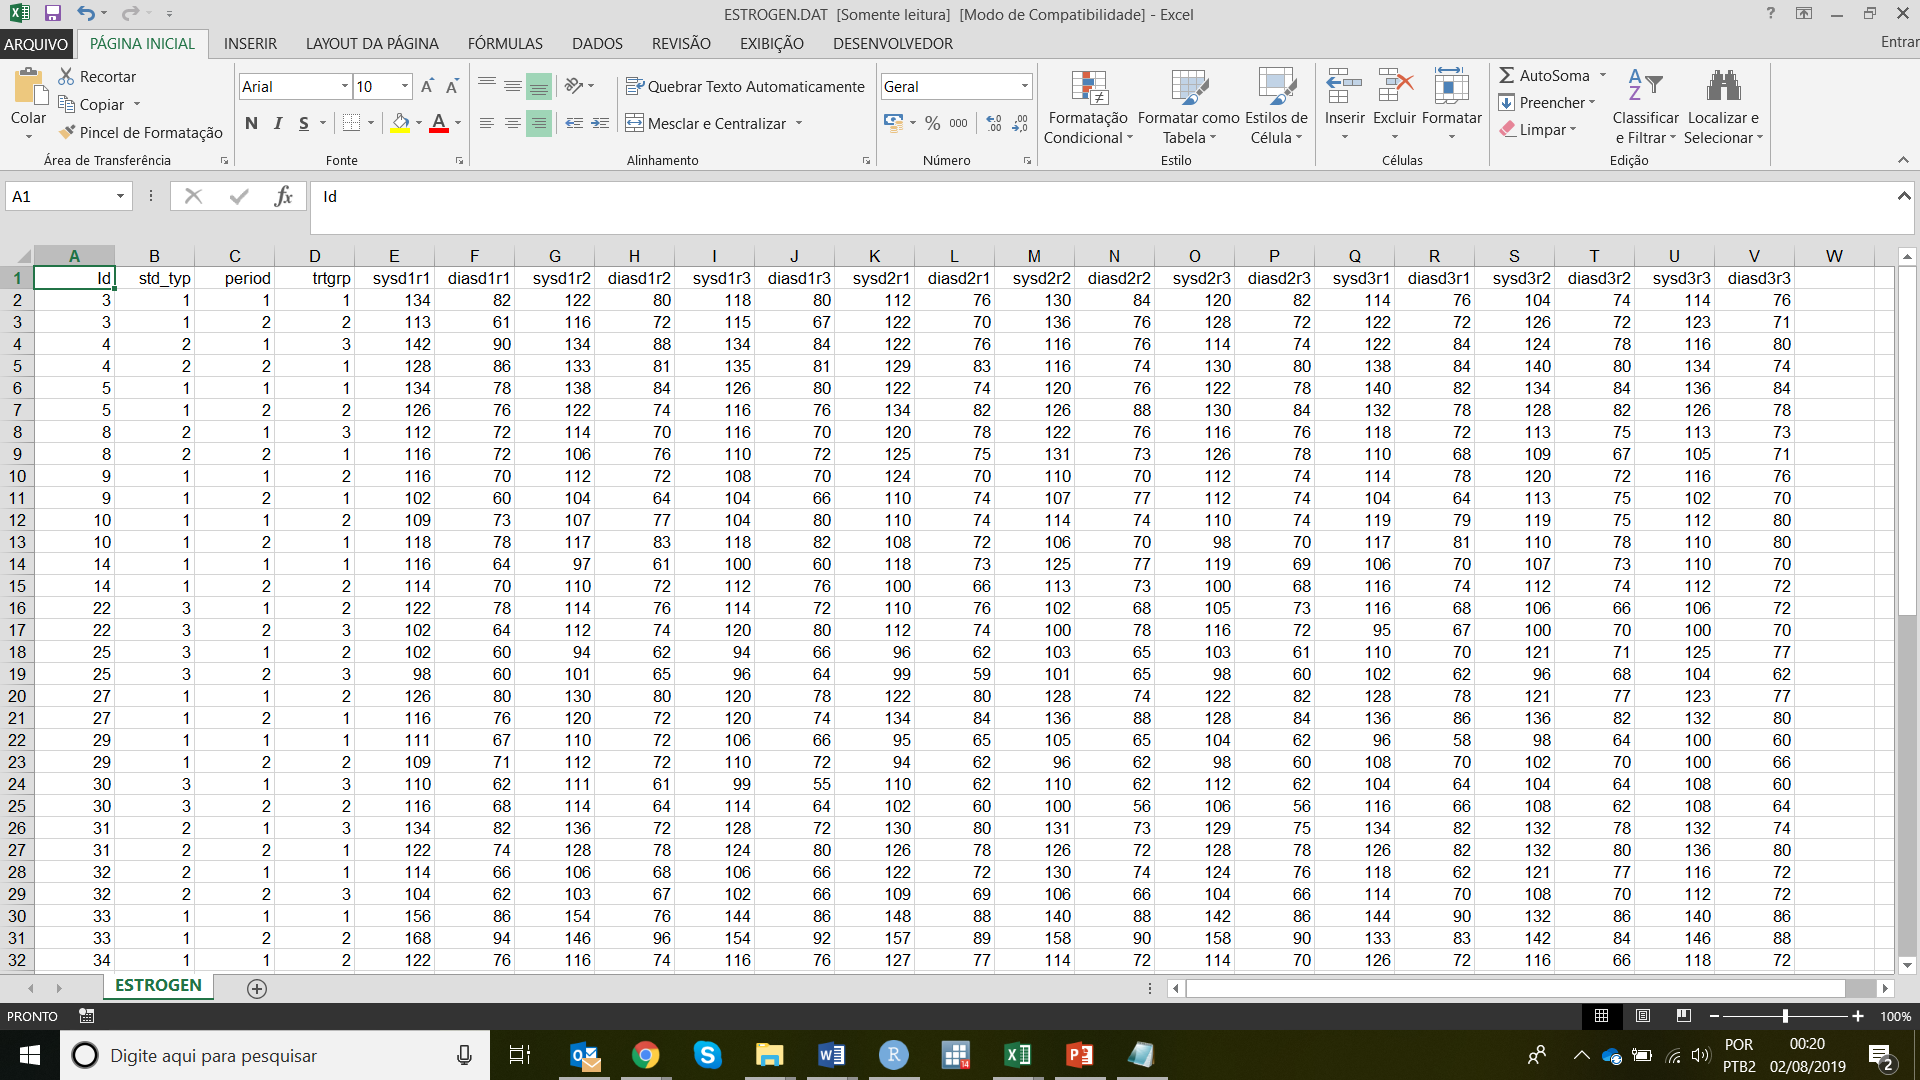 ESTROGEN.DAT [Somente leitura] [Modo de Compatibilidade] - Excel
ARQUIVO PÁGINA INICIAL INSERIR LAYOUT DA PÁGINA FÓRMULAS DADOS REVISÃO EXIBIÇÃO DESENVOLVEDOR Entrar
Colar
Recortar
Copiar
Pincel de Formatação
Área de Transferência
Arial 10
N I S
Fonte
Quebrar Texto Automaticamente
Mesclar e Centralizar
Alinhamento
Geral
% 000
Número
Formatação Condicional
Formatar como Tabela
Estilos de Célula
Estilo
Inserir Excluir Formatar
Células
AutoSoma
Preencher
Limpar
Classificar e Filtrar
Localizar e Selecionar
Edição
A1 fx Id
A B C D E F G H I J K L M N O P Q R S T U V W
1 Id std_typ period trtgrp sysd1r1 diasd1r1 sysd1r2 diasd1r2 sysd1r3 diasd1r3 sysd2r1 diasd2r1 sysd2r2 diasd2r2 sysd2r3 diasd2r3 sysd3r1 diasd3r1 sysd3r2 diasd3r2 sysd3r3 diasd3r3
2 3 1 1 1 134 82 122 80 118 80 112 76 130 84 120 82 114 76 104 74 114 76
3 3 1 2 2 113 61 116 72 115 67 122 70 136 76 128 72 122 72 126 72 123 71
4 4 2 1 3 142 90 134 88 134 84 122 76 116 76 114 74 122 84 124 78 116 80
5 4 2 2 1 128 86 133 81 135 81 129 83 116 74 130 80 138 84 140 80 134 74
6 5 1 1 1 134 78 138 84 126 80 122 74 120 76 122 78 140 82 134 84 136 84
7 5 1 2 2 126 76 122 74 116 76 134 82 126 88 130 84 132 78 128 82 126 78
8 8 2 1 3 112 72 114 70 116 70 120 78 122 76 116 76 118 72 113 75 113 73
9 8 2 2 1 116 72 106 76 110 72 125 75 131 73 126 78 110 68 109 67 105 71
10 9 1 1 2 116 70 112 72 108 70 124 70 110 70 112 74 114 78 120 72 116 76
11 9 1 2 1 102 60 104 64 104 66 110 74 107 77 112 74 104 64 113 75 102 70
12 10 1 1 2 109 73 107 77 104 80 110 74 114 74 110 74 119 79 119 75 112 80
13 10 1 2 1 118 78 117 83 118 82 108 72 106 70 98 70 117 81 110 78 110 80
14 14 1 1 1 116 64 97 61 100 60 118 73 125 77 119 69 106 70 107 73 110 70
15 14 1 2 2 114 70 110 72 112 76 100 66 113 73 100 68 116 74 112 74 112 72
16 22 3 1 2 122 78 114 76 114 72 110 76 102 68 105 73 116 68 106 66 106 72
17 22 3 2 3 102 64 112 74 120 80 112 74 100 78 116 72 95 67 100 70 100 70
18 25 3 1 2 102 60 94 62 94 66 96 62 103 65 103 61 110 70 121 71 125 77
19 25 3 2 3 98 60 101 65 96 64 99 59 101 65 98 60 102 62 96 68 104 62
20 27 1 1 2 126 80 130 80 120 78 122 80 128 74 122 82 128 78 121 77 123 77
21 27 1 2 1 116 76 120 72 120 74 134 84 136 88 128 84 136 86 136 82 132 80
22 29 1 1 1 111 67 110 72 106 66 95 65 105 65 104 62 96 58 98 64 100 60
23 29 1 2 2 109 71 112 72 110 72 94 62 96 62 98 60 108 70 102 70 100 66
24 30 3 1 3 110 62 111 61 99 55 110 62 110 62 112 62 104 64 104 64 108 60
25 30 3 2 2 116 68 114 64 114 64 102 60 100 56 106 56 116 66 108 62 108 64
26 31 2 1 3 134 82 136 72 128 72 130 80 131 73 129 75 134 82 132 78 132 74
27 31 2 2 1 122 74 128 78 124 80 126 78 126 72 128 78 126 82 132 80 136 80
28 32 2 1 1 114 66 106 68 106 66 122 72 130 74 124 76 118 62 121 77 116 72
29 32 2 2 3 104 62 103 67 102 66 109 69 106 66 104 66 114 70 108 70 112 72
30 33 1 1 1 156 86 154 76 144 86 148 88 140 88 142 86 144 90 132 86 140 86
31 33 1 2 2 168 94 146 96 154 92 157 89 158 90 158 90 133 83 142 84 146 88
32 34 1 1 2 122 76 116 74 116 76 127 77 114 72 114 70 126 72 116 66 118 72
ESTROGEN
PRONTO 100%
Digite aqui para pesquisar
POR
PTB2
00:20
02/08/2019
2